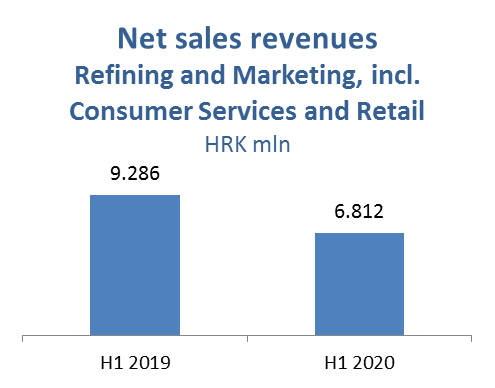 Net sales revenues
Refining and Marketing, incl.
Consumer Services and Retail
HRK mln
9.286
6.812
H1 2019
H1 2020